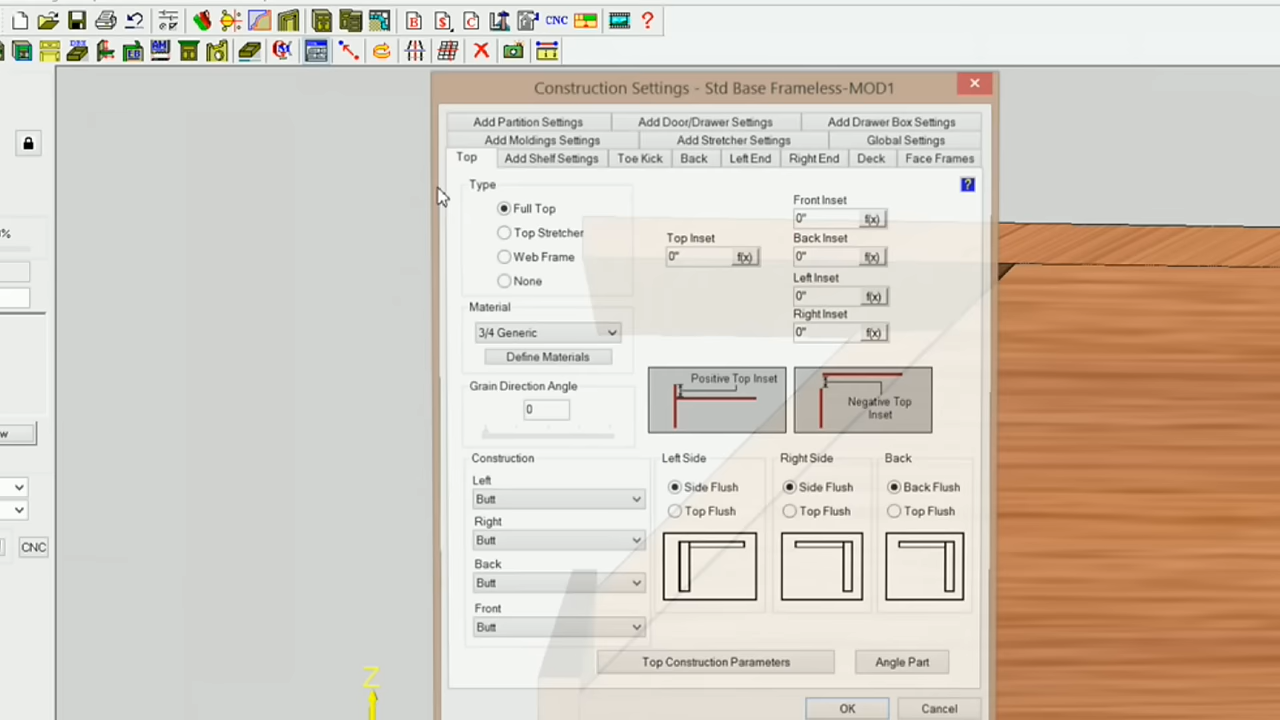 B $ C CNC ?
DXF
Construction Settings - Std Base Frameless-MOD1
Add Partition Settings Add Door/Drawer Settings Add Drawer Box Settings
Add Moldings Settings Add Stretcher Settings Global Settings
Top Add Shelf Settings Toe Kick Back Left End Right End Deck Face Frames
Type
?
Full Top
Top Stretcher
Web Frame
None
Top Inset
0" f(x)
Front Inset
0" f(x)
Back Inset
0" f(x)
Left Inset
0" f(x)
Right Inset
0" f(x)
Material
3/4 Generic
Define Materials
Grain Direction Angle
0
Positive Top Inset
Negative Top
Inset
Construction
Left
Butt
Right
Butt
Back
Butt
Front
Butt
Left Side
Side Flush
Top Flush
Right Side
Side Flush
Top Flush
Back
Back Flush
Top Flush
Top Construction Parameters Angle Part
OK Cancel
%
w
CNC
Z